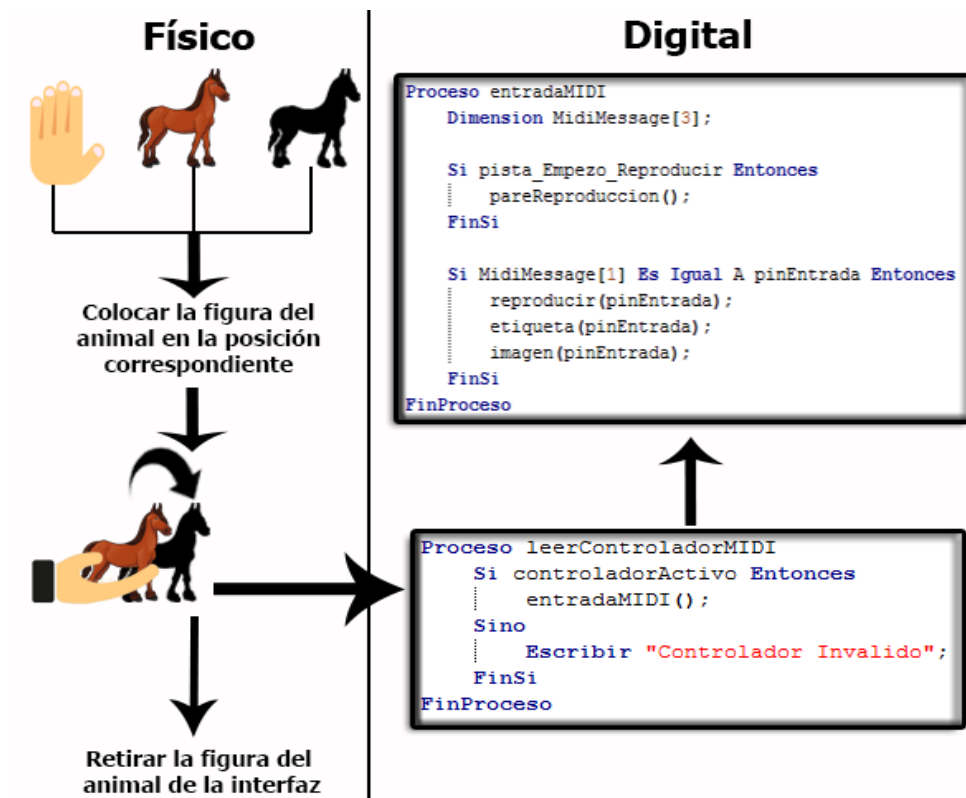 Físico
Colocar la figura del
animal en la posición
correspondiente
Retirar la figura del
animal de la interfaz
Digital
Proceso entradaMIDI
Dimension MidiMessage[3];
Si pista_Empezo_Reproducir Entonces
pareReproduccion();
FinSi
Si MidiMessage[1] Es Igual A pinEntrada Entonces
reproducir(pinEntrada);
etiqueta(pinEntrada);
imagen(pinEntrada);
FinSi
FinProceso
Proceso leerControladorMIDI
Si controladorActivo Entonces
entradaMIDI();
Sino
Escribir "Controlador Invalido";
FinSi
FinProceso